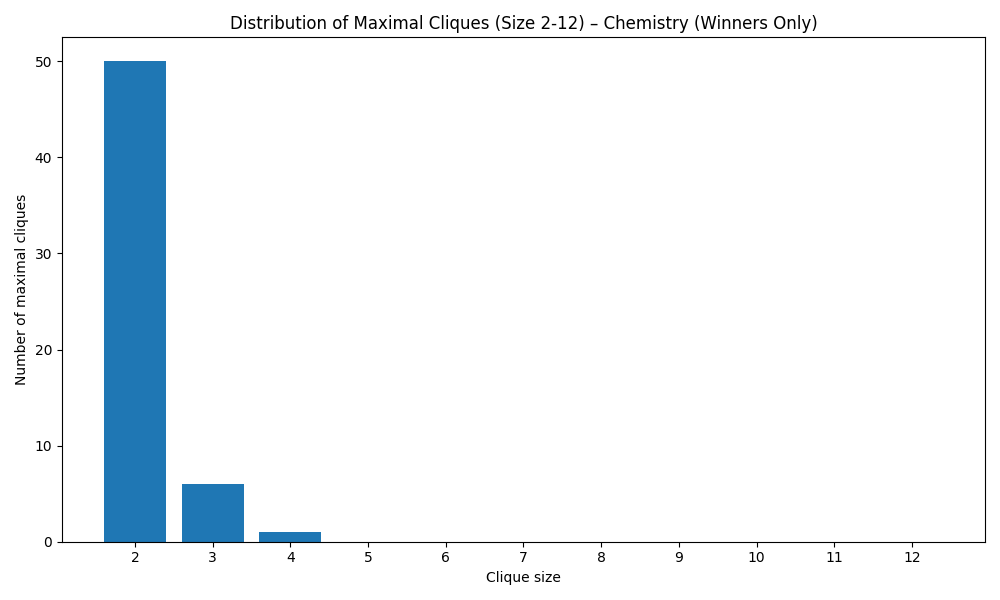 Distribution of Maximal Cliques (Size 2-12) – Chemistry (Winners Only)
Number of maximal cliques
50
40
30
20
10
0
2 3 4 5 6 7 8 9 10 11 12
Clique size